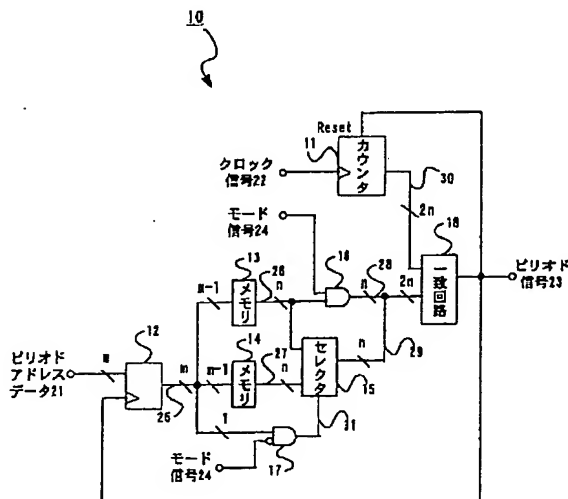 10
Reset
11
カウンタ
クロック
信号22
30
2n
モード
信号24
18
16
28
13
26
m-1
メモリ
n
n
2n
一致回路
ピリオド
信号23
12
14
27
n
29
ピリオド
アドレス
データ21
m
m
m-1
メモリ
n
セレクタ
15
25
1
31
モード
信号24
17